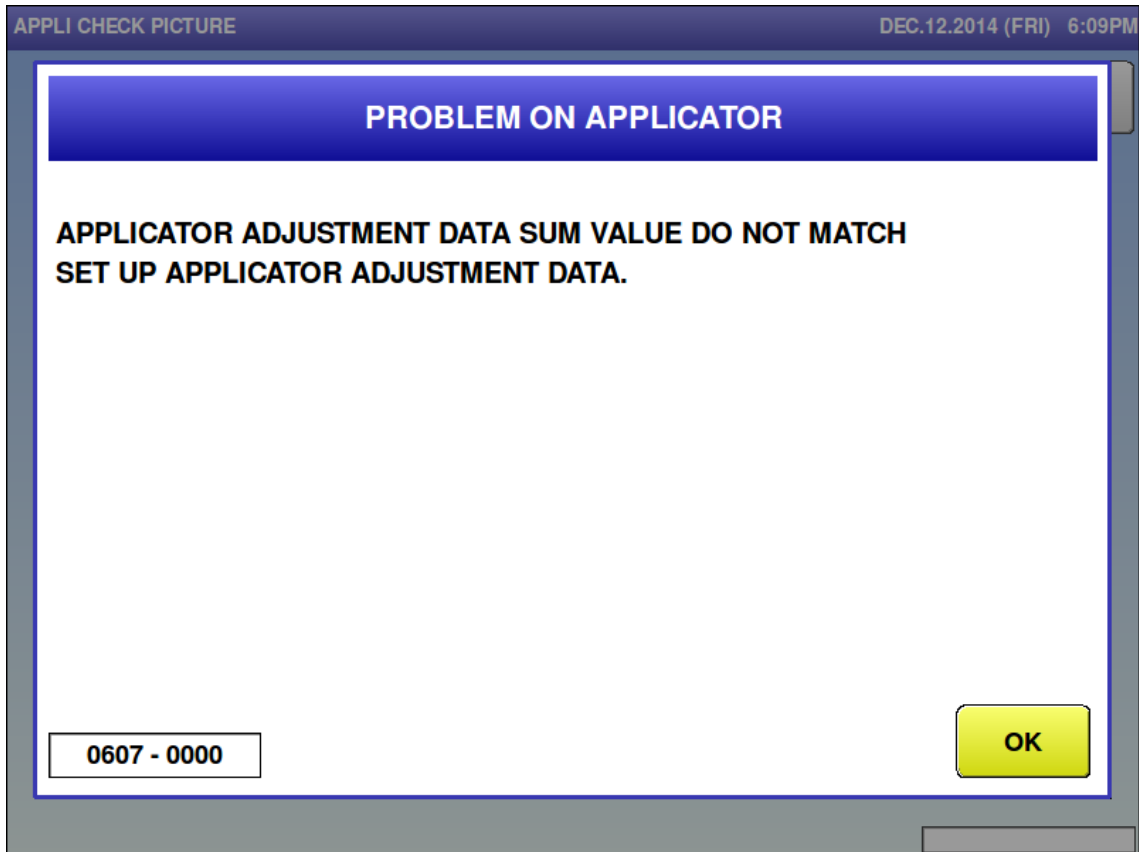 APPLI CHECK PICTURE DEC.12.2014 (FRI) 6:09PM
PROBLEM ON APPLICATOR
APPLICATOR ADJUSTMENT DATA SUM VALUE DO NOT MATCH
SET UP APPLICATOR ADJUSTMENT DATA.
0607 - 0000
OK